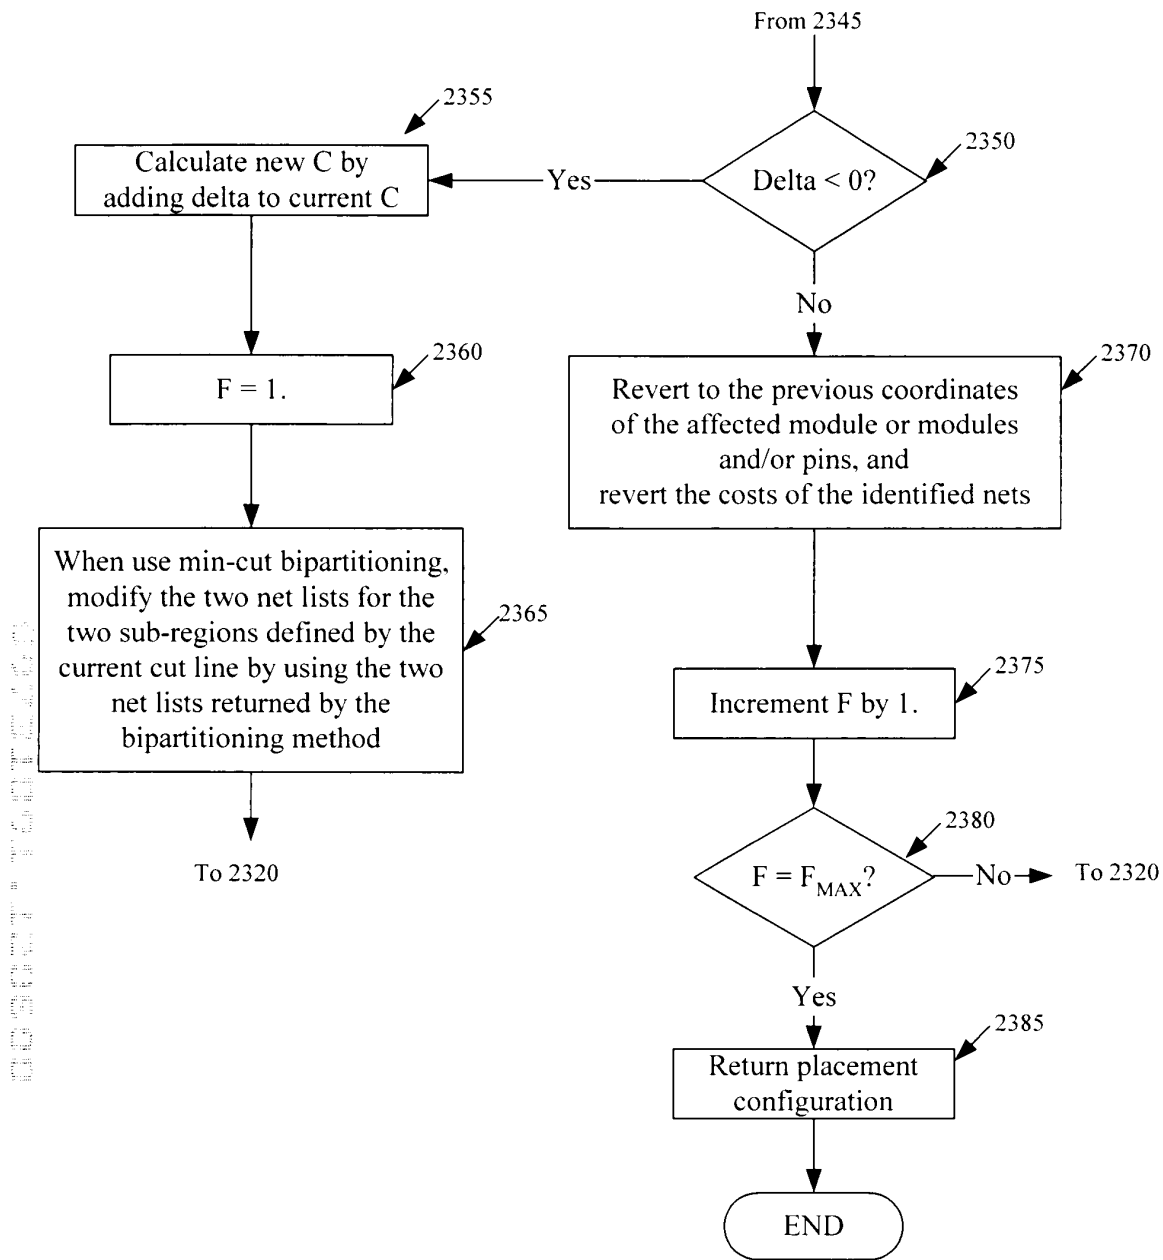 From 2345
2355
2350
Calculate new C by
adding delta to current C
Yes
Delta < 0?
No
2360
2370
F = 1.
Revert to the previous coordinates
of the affected module or modules
and/or pins, and
revert the costs of the identified nets
When use min-cut bipartitioning,
modify the two net lists for the
two sub-regions defined by the
current cut line by using the two
net lists returned by the
bipartitioning method
2365
2375
Increment F by 1.
2380
To 2320
F = FMAX?
No
To 2320
Yes
2385
Return placement
configuration
END